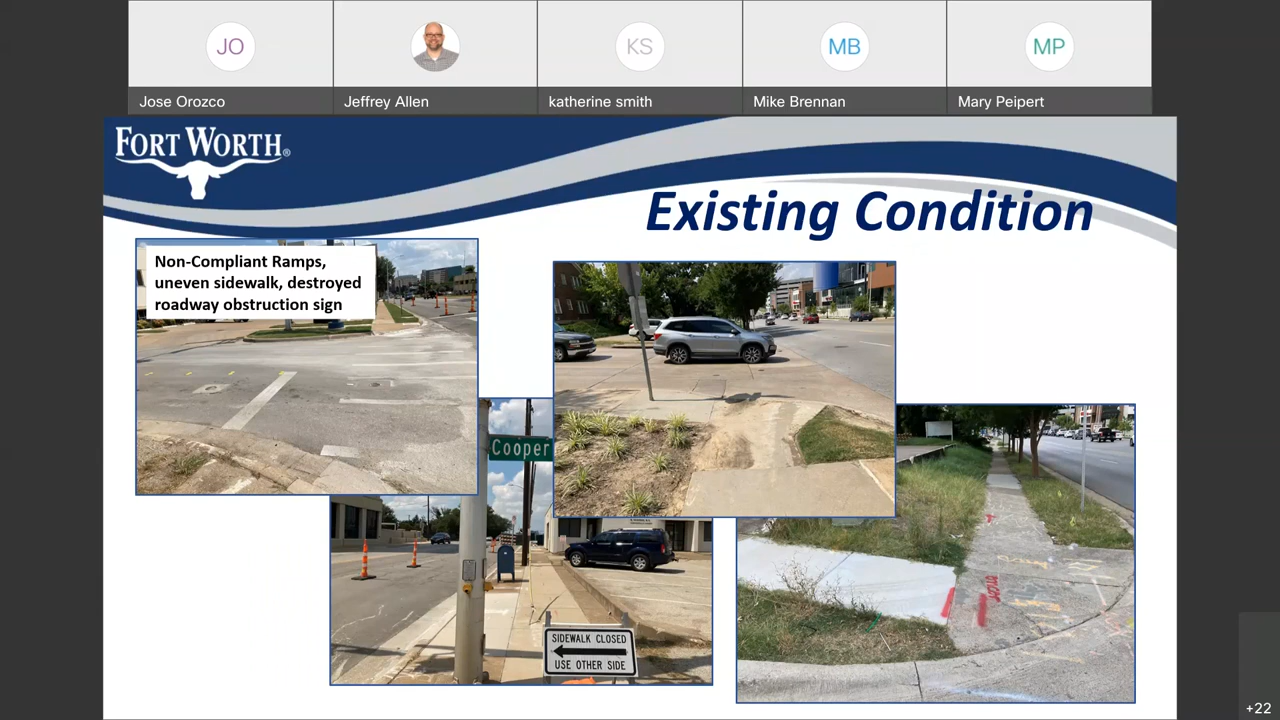 JO
KS
MB
MP
Jose Orozco
Jeffrey Allen
katherine smith
Mike Brennan
Mary Peipert
FORT WORTH®
Existing Condition
Non-Compliant Ramps,
uneven sidewalk, destroyed
roadway obstruction sign
Cooper
SIDEWALK CLOSED
USE OTHER SIDE
+22